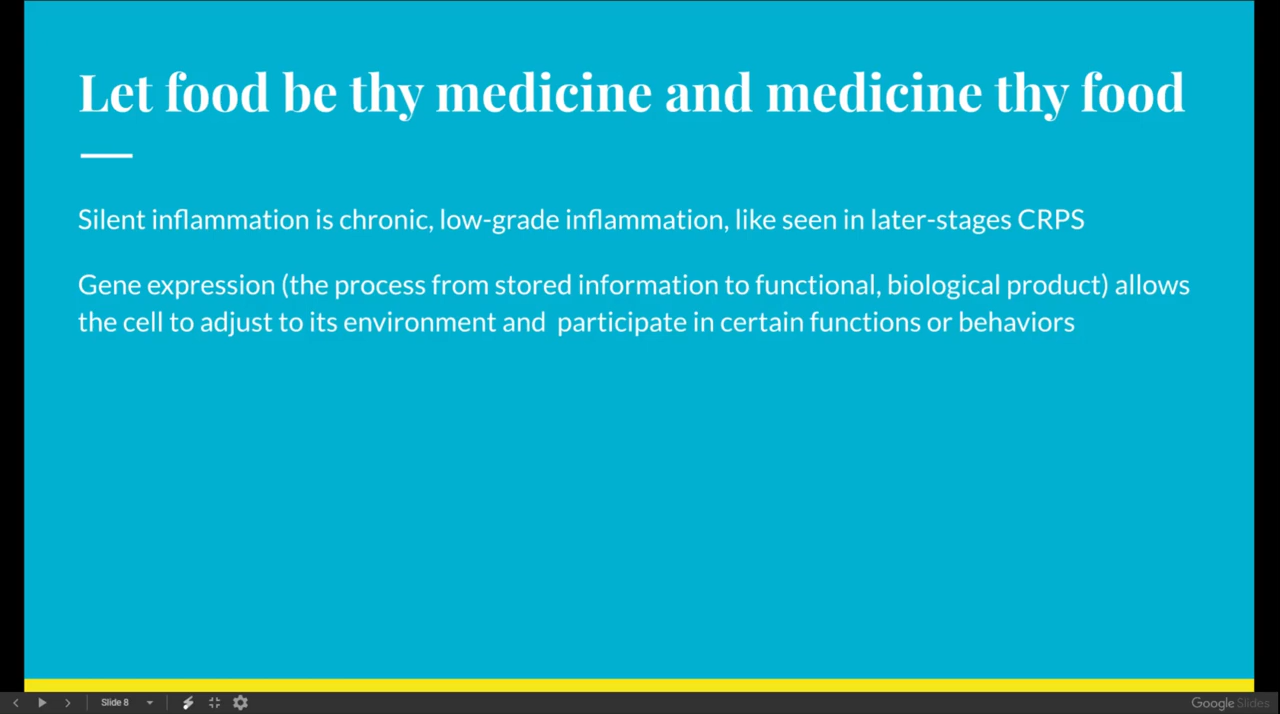 Let food be thy medicine and medicine thy food
Silent inflammation is chronic, low-grade inflammation, like seen in later-stages CRPS
Gene expression (the process from stored information to functional, biological product) allows
the cell to adjust to its environment and  participate in certain functions or behaviors
Slide 8
Google Slides